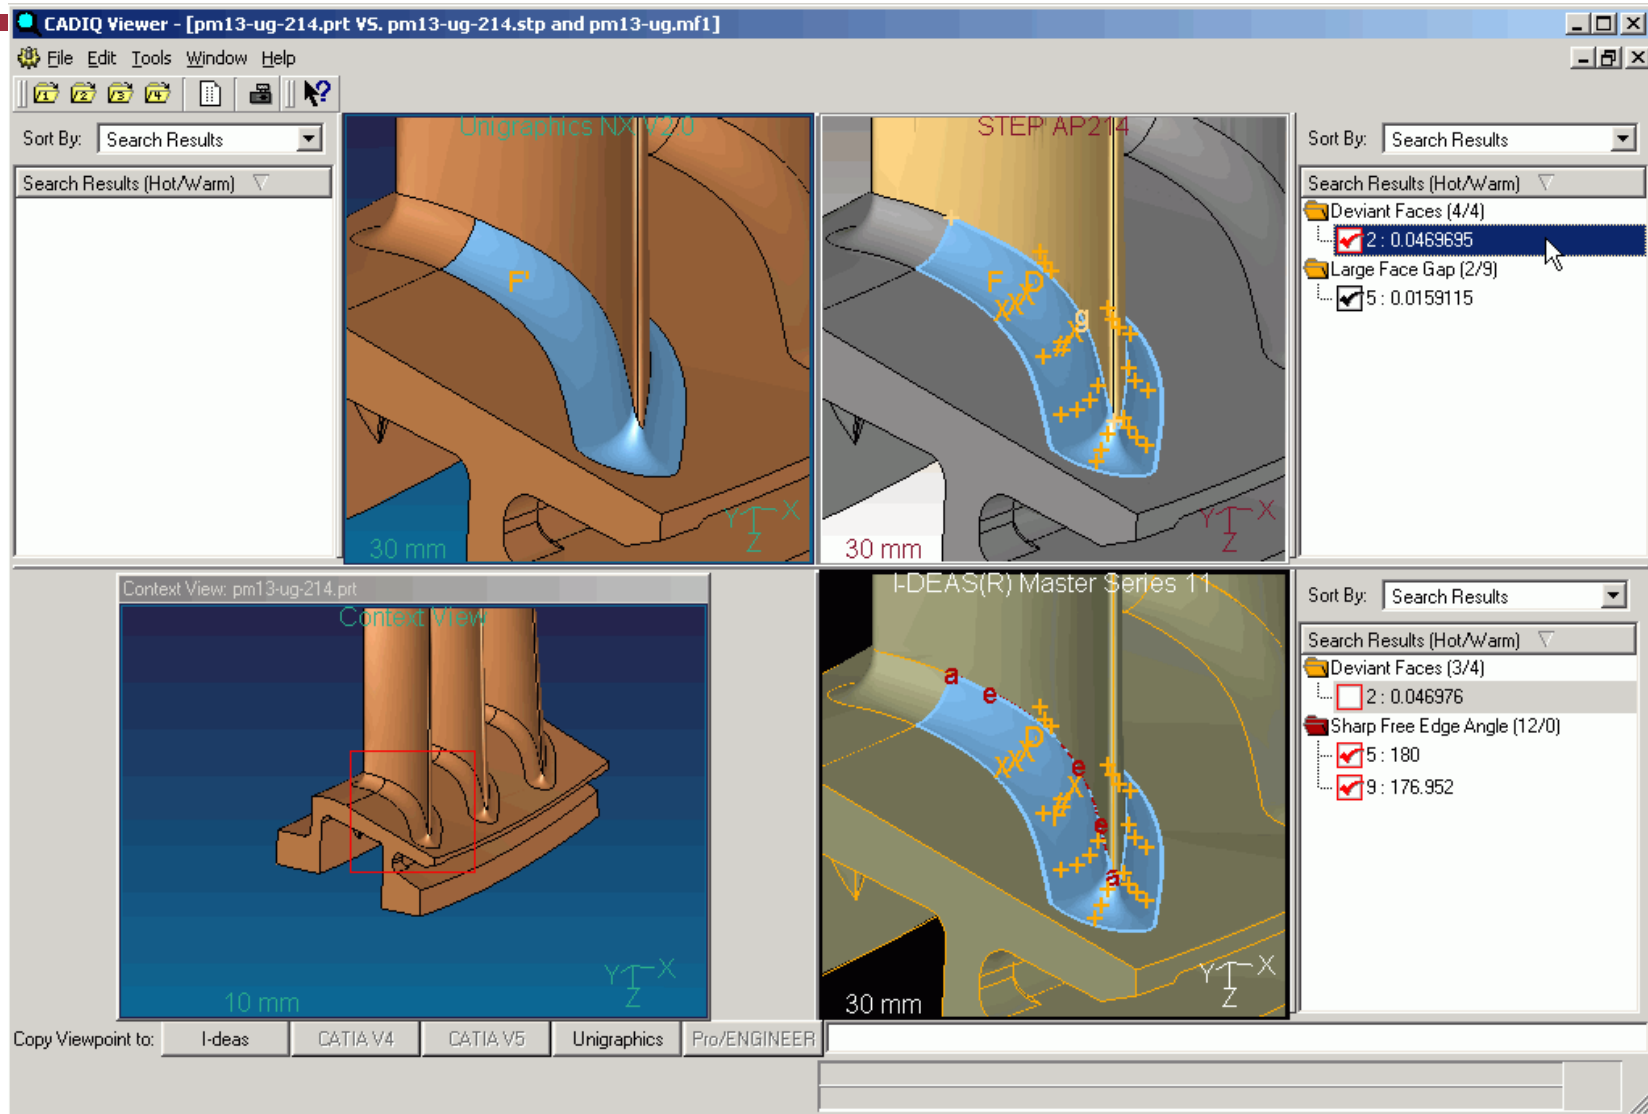 CADIQ Viewer - [pm13-ug-214.prt VS. pm13-ug-214.stp and pm13-ug.mf1]
File Edit Tools Window Help
1 2 3 4 ?
Sort By: Search Results
Search Results (Hot/Warm)
Unigraphics NX V2.0
F'
Y X
Z
30 mm
STEP AP214
F D
X X X
g
X
#
Y X
Z
30 mm
Sort By: Search Results
Search Results (Hot/Warm)
Deviant Faces (4/4)
2 : 0.0469695
Large Face Gap (2/9)
5 : 0.0159115
Context View: pm13-ug-214.prt
Context View
Y X
Z
10 mm
I-DEAS(R) Master Series 11
a
e
D
X X X
e
X
#
e
a
Y X
Z
30 mm
Sort By: Search Results
Search Results (Hot/Warm)
Deviant Faces (3/4)
2 : 0.046976
Sharp Free Edge Angle (12/0)
5 : 180
9 : 176.952
Copy Viewpoint to: I-deas CATIA V4 CATIA V5 Unigraphics Pro/ENGINEER